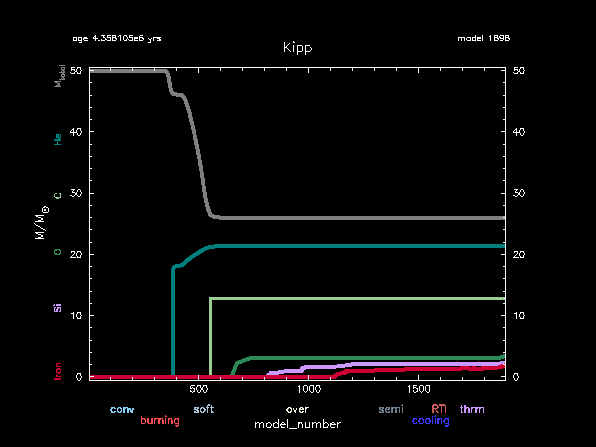 age 4.358105e6 yrs
model 1898
Kipp
M_total
He
C
O
Si
Iron
M/M☉
50
40
30
20
10
0
50
40
30
20
10
0
500
1000
1500
conv
burning
soft
over
semi
RTI
cooling
thrm
model_number